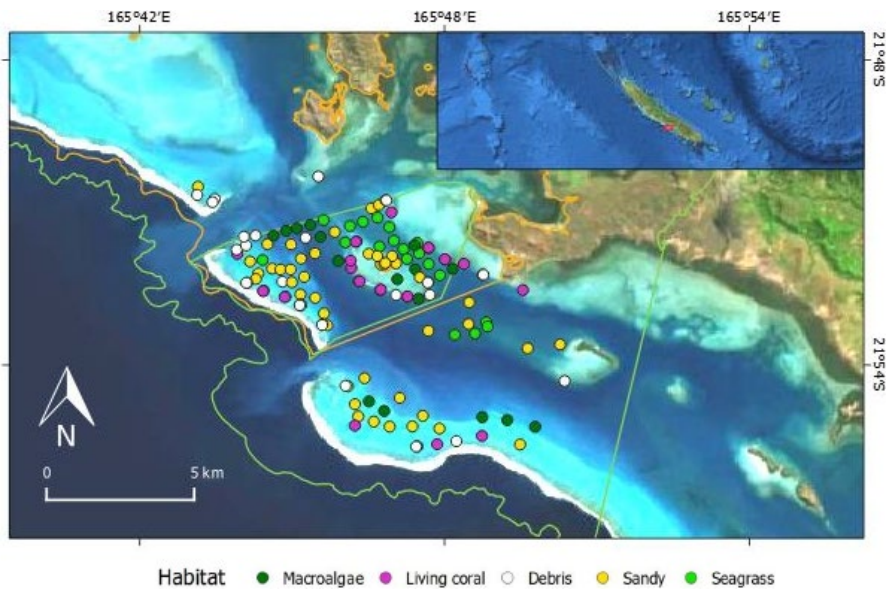 165°42′E 165°48′E 165°54′E
21°48′S
21°54′S
N
0 5 km
Habitat Macroalgae Living coral Debris Sandy Seagrass